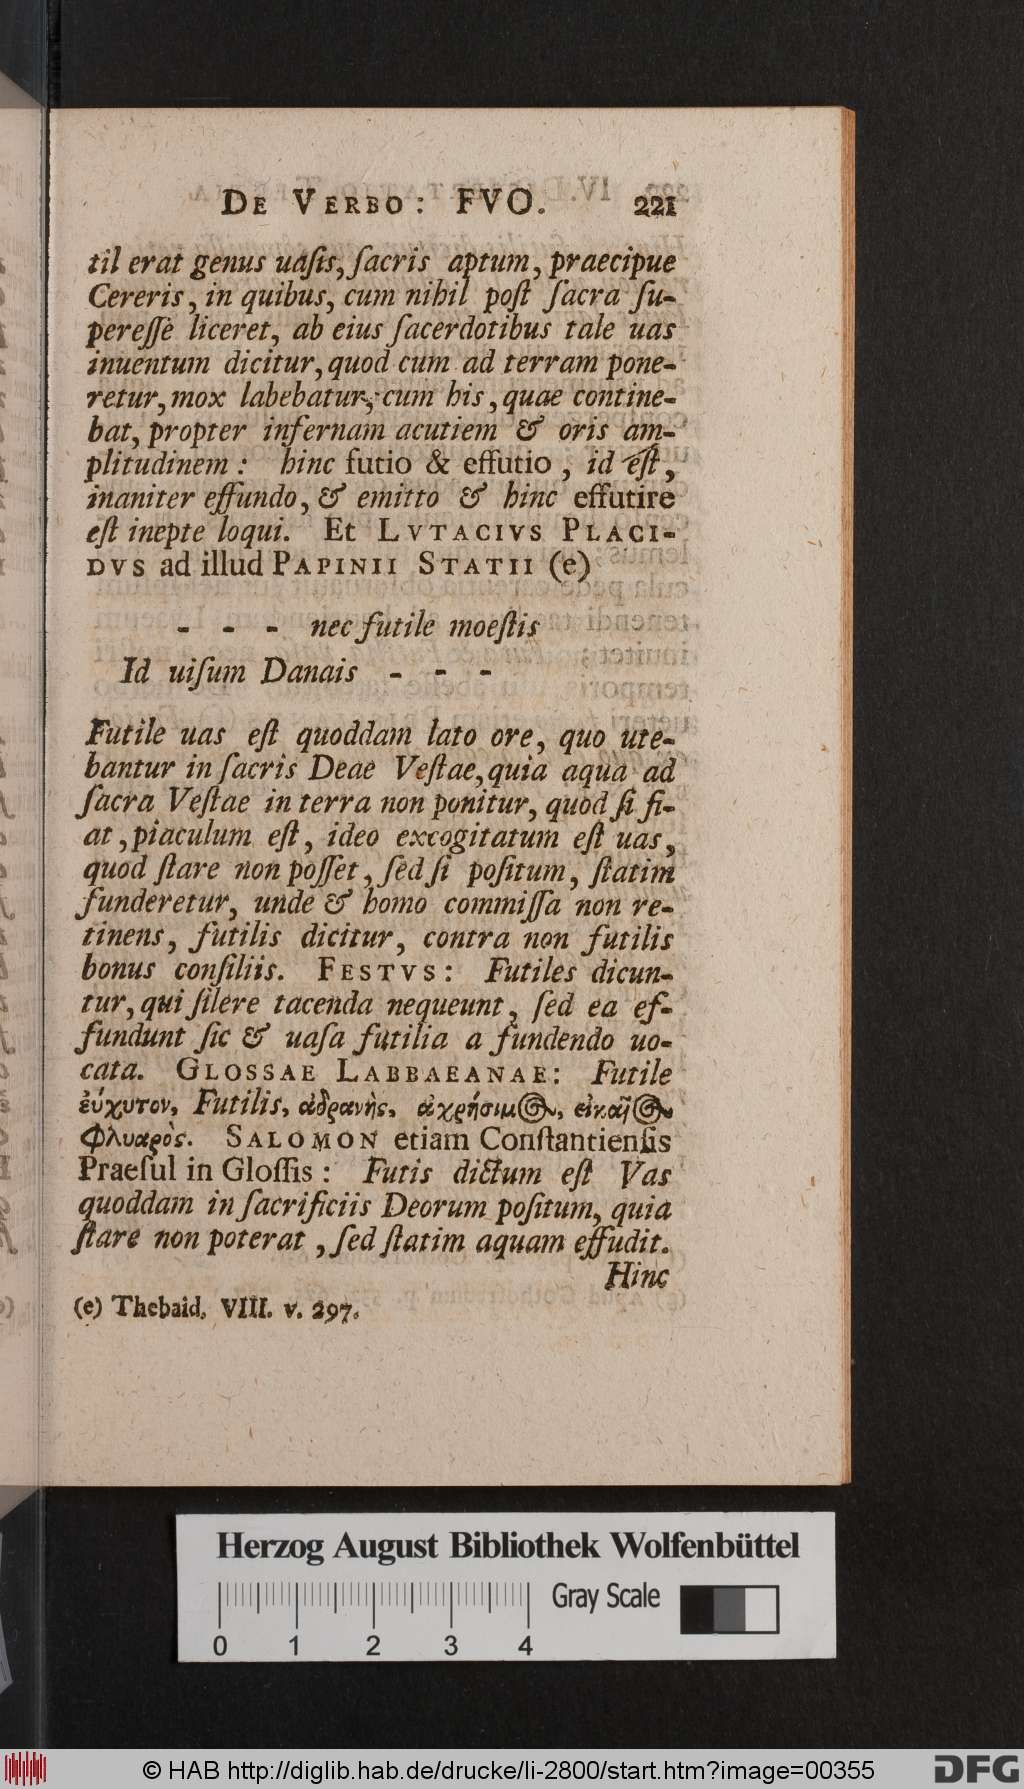 DE VERBO: FVO. 221
til erat genus uaſis, ſacris aptum, praecipue
Cereris, in quibus, cum nihil poſt ſacra ſu-
pereſſe liceret, ab eius ſacerdotibus tale uas
inuentum dicitur, quod cum ad terram pone-
retur, mox labebatur, cum his, quae contine-
bat, propter infernam acutiem & oris am-
plitudinem: hinc futio & effutio, id eſt,
inaniter effundo, & emitto & hinc effutire
eſt inepte loqui. Et LVTACIVS PLACI-
DVS ad illud PAPINII STATII (e)
- - - nec futile moeſtis
Id uiſum Danais - - -
Futile uas eſt quoddam lato ore, quo ute-
bantur in ſacris Deae Veſtae, quia aqua ad
ſacra Veſtae in terra non ponitur, quod ſi fi-
at, piaculum eſt, ideo excogitatum eſt uas,
quod ſtare non poſſet, ſed ſi poſitum, ſtatim
funderetur, unde & homo commiſſa non re-
tinens, futilis dicitur, contra non futilis
bonus conſiliis. FESTVS: Futiles dicun-
tur, qui ſilere tacenda nequeunt, ſed ea ef-
fundunt ſic & uaſa futilia a fundendo uo-
cata. GLOSSAE LABBAEANAE: Futile
ἐύχυτον, Futilis, ἀδρανὴς, ἀχρήσιμος, εἰκαῖος
Φλυαρὸς. SALOMON etiam Conſtantienſis
Praeſul in Gloſſis: Futis dictum eſt Vas
quoddam in ſacrificiis Deorum poſitum, quia
ſtare non poterat, ſed ſtatim aquam effudit.
Hinc
(e) Thebaid. VIII. v. 297.
Herzog August Bibliothek Wolfenbüttel
Gray Scale
0 1 2 3 4
© HAB http://diglib.hab.de/drucke/li-2800/start.htm?image=00355
DFG